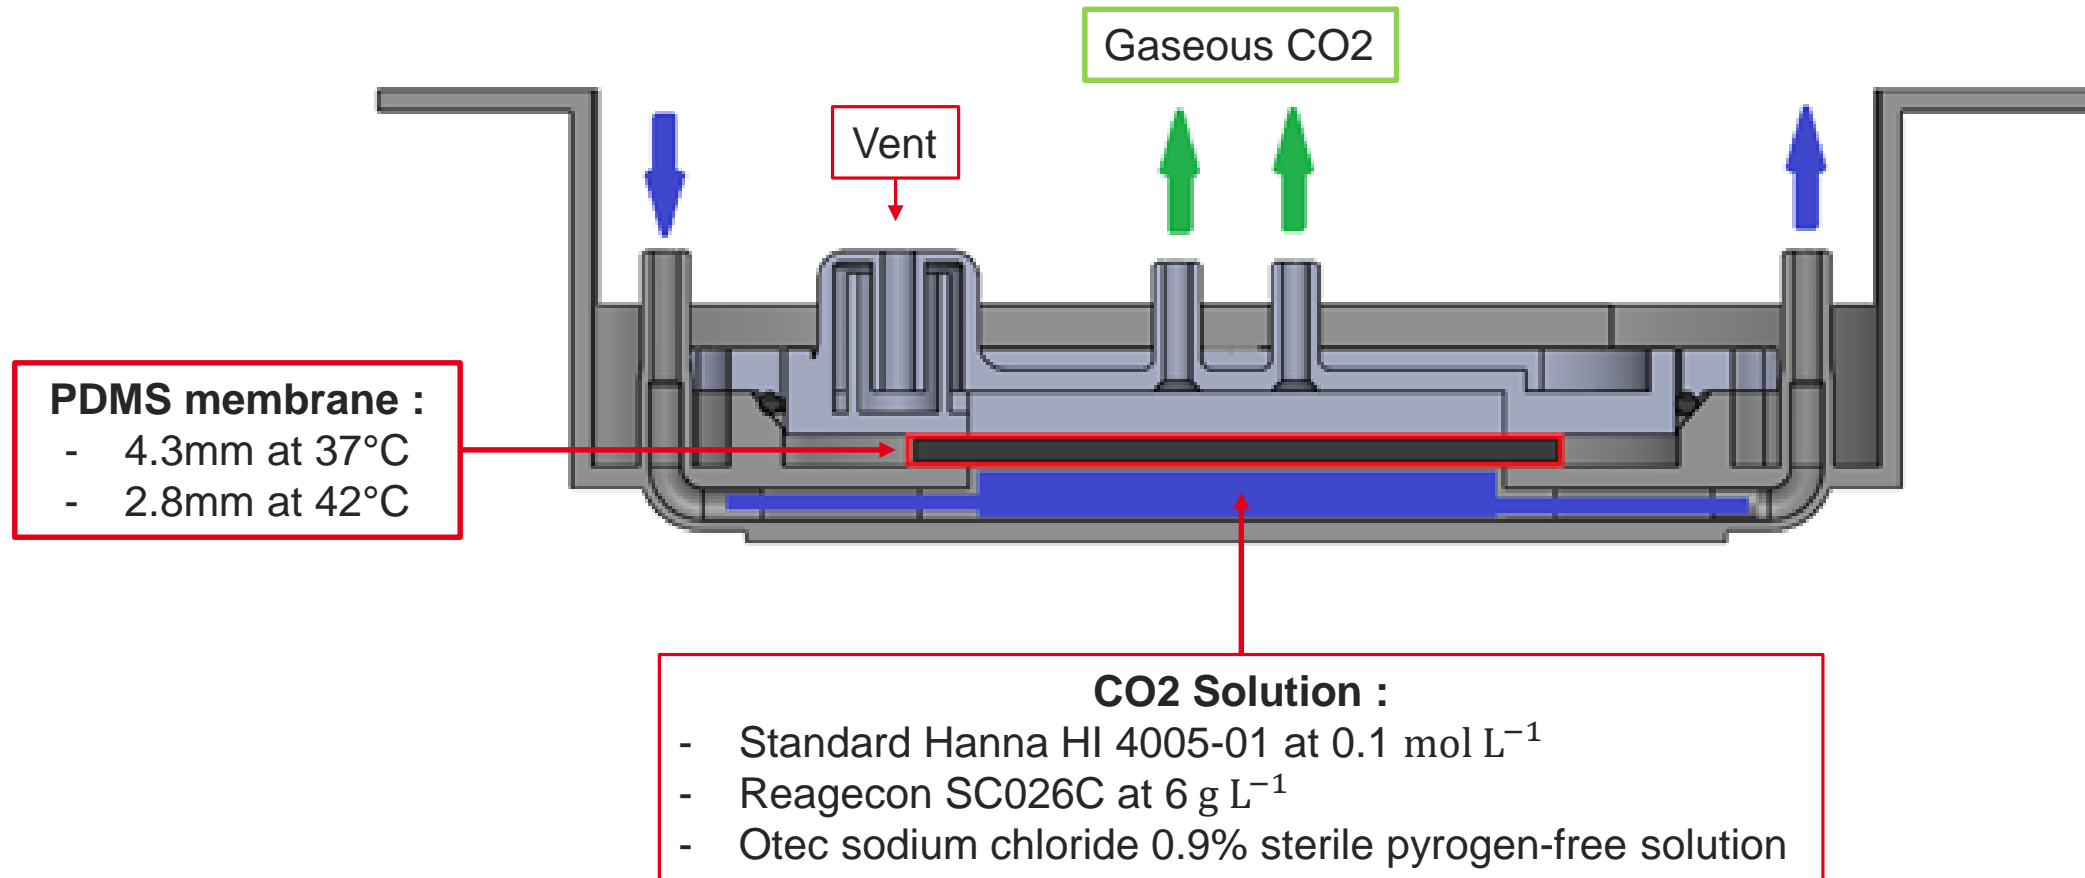 Gaseous CO2
Vent
PDMS membrane :
- 4.3mm at 37°C
- 2.8mm at 42°C
CO2 Solution :
- Standard Hanna HI 4005-01 at 0.1 mol L⁻¹
- Reagecon SC026C at 6 g L⁻¹
- Otec sodium chloride 0.9% sterile pyrogen-free solution